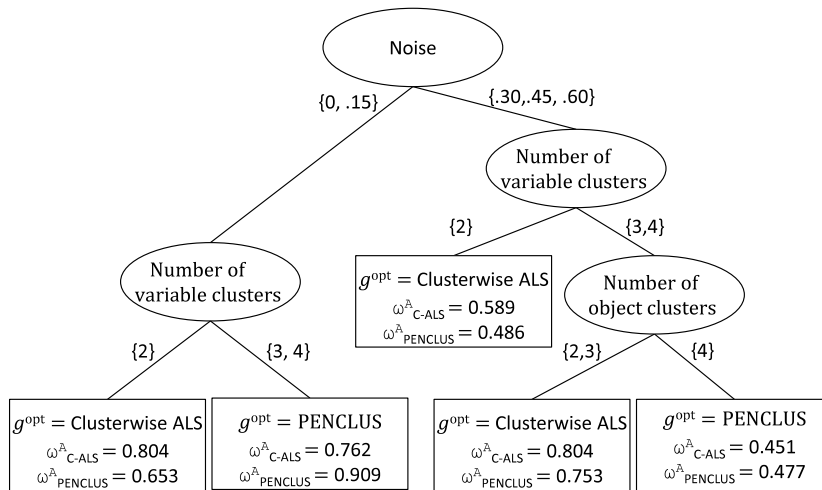 Noise
{0, .15}
{.30,.45, .60}
Number of
variable clusters
{2}
{3,4}
Number of
variable clusters
g^opt = Clusterwise ALS
ω^A_C-ALS = 0.589
ω^A_PENCLUS = 0.486
Number of
object clusters
{2}
{3, 4}
{2,3}
{4}
g^opt = Clusterwise ALS
ω^A_C-ALS = 0.804
ω^A_PENCLUS = 0.653
g^opt = PENCLUS
ω^A_C-ALS = 0.762
ω^A_PENCLUS = 0.909
g^opt = Clusterwise ALS
ω^A_C-ALS = 0.804
ω^A_PENCLUS = 0.753
g^opt = PENCLUS
ω^A_C-ALS = 0.451
ω^A_PENCLUS = 0.477